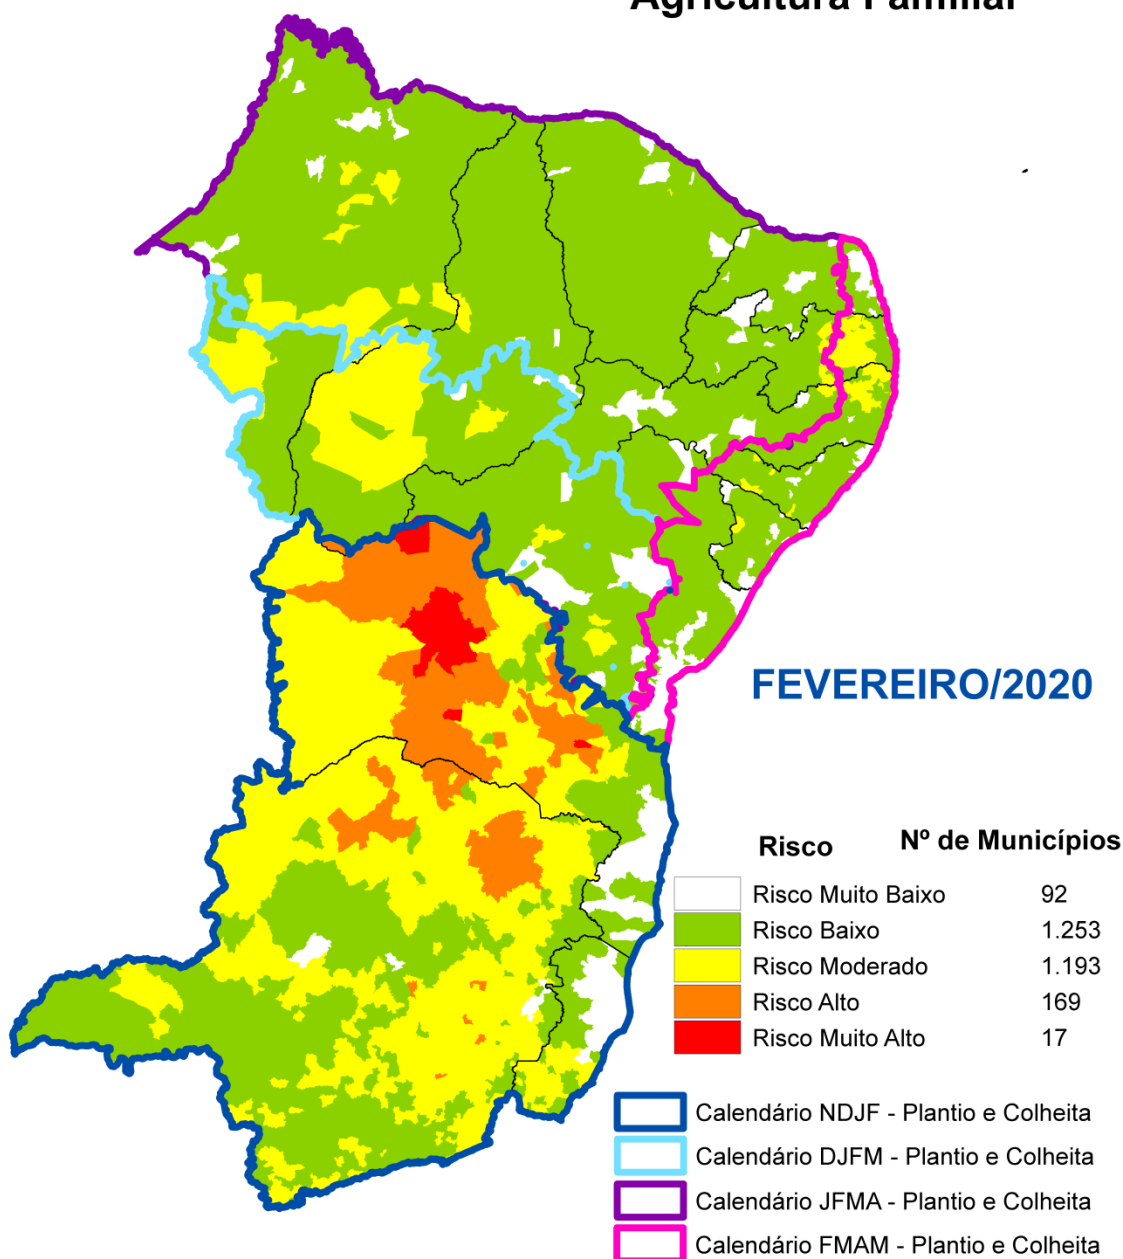 Agricultura Familiar
FEVEREIRO/2020
Risco Nº de Municípios
Risco Muito Baixo 92
Risco Baixo 1.253
Risco Moderado 1.193
Risco Alto 169
Risco Muito Alto 17
Calendário NDJF - Plantio e Colheita
Calendário DJFM - Plantio e Colheita
Calendário JFMA - Plantio e Colheita
Calendário FMAM - Plantio e Colheita